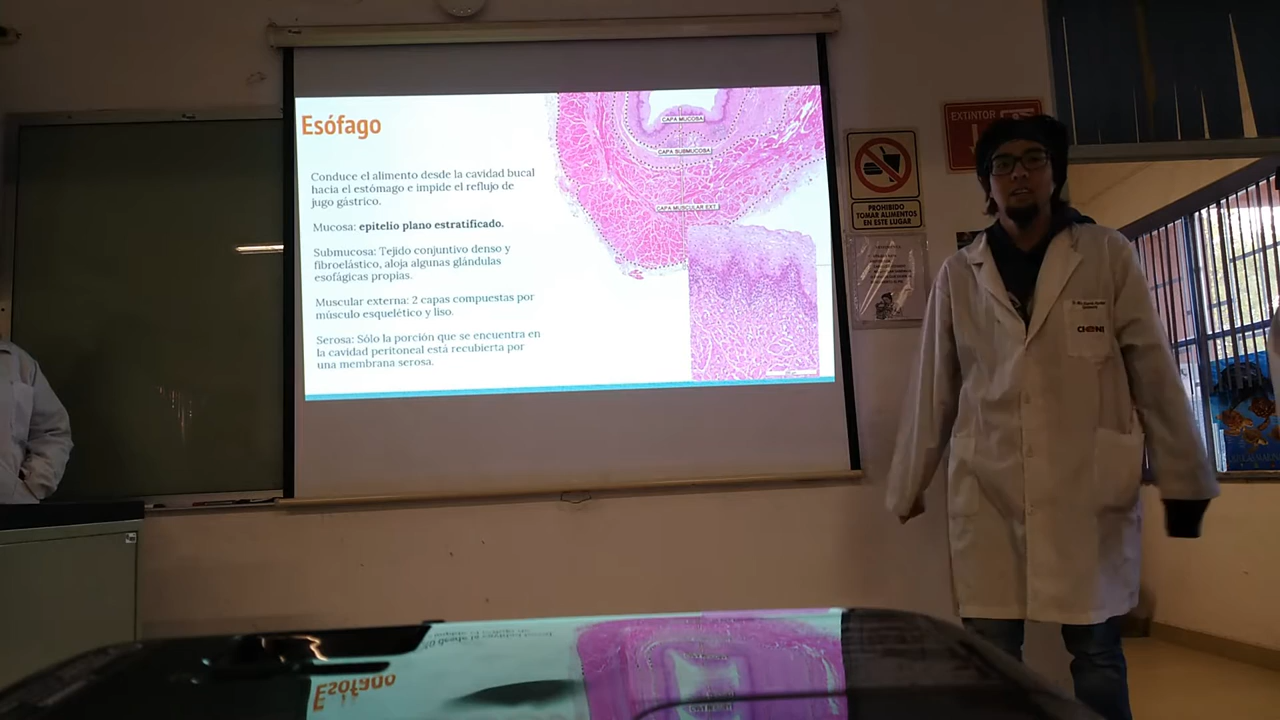 Esófago
Conduce el alimento desde la cavidad bucal
hacia el estómago e impide el reflujo de
jugo gástrico.
Mucosa: epitelio plano estratificado.
Submucosa: Tejido conjuntivo denso y
fibroelástico, aloja algunas glándulas
esofágicas propias.
Muscular externa: 2 capas compuestas por
músculo esquelético y liso.
Serosa: Sólo la porción que se encuentra en
la cavidad peritoneal está recubierta por
una membrana serosa.
CAPA MUCOSA
CAPA SUBMUCOSA
CAPA MUSCULAR EXT.
EXTINTOR
PROHIBIDO
TOMAR ALIMENTOS
EN ESTE LUGAR
Esófago